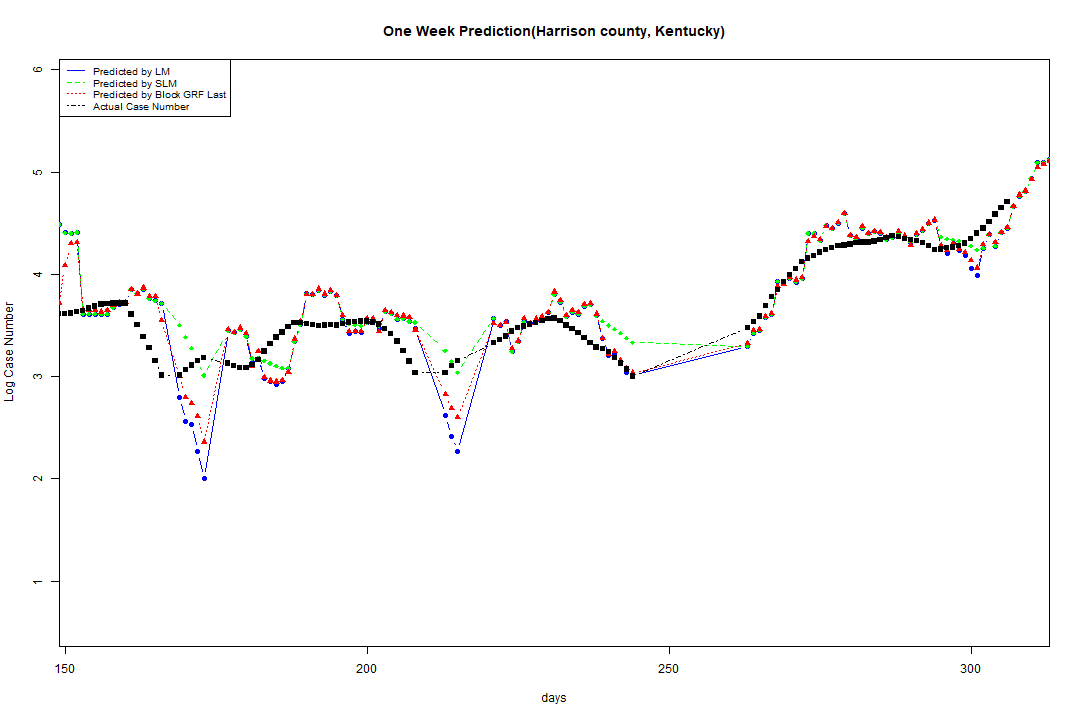 One Week Prediction(Harrison county, Kentucky)
Predicted by LM
Predicted by SLM
Predicted by Block GRF Last
Actual Case Number
6
5
4
3
2
1
Log Case Number
150 200 250 300
days